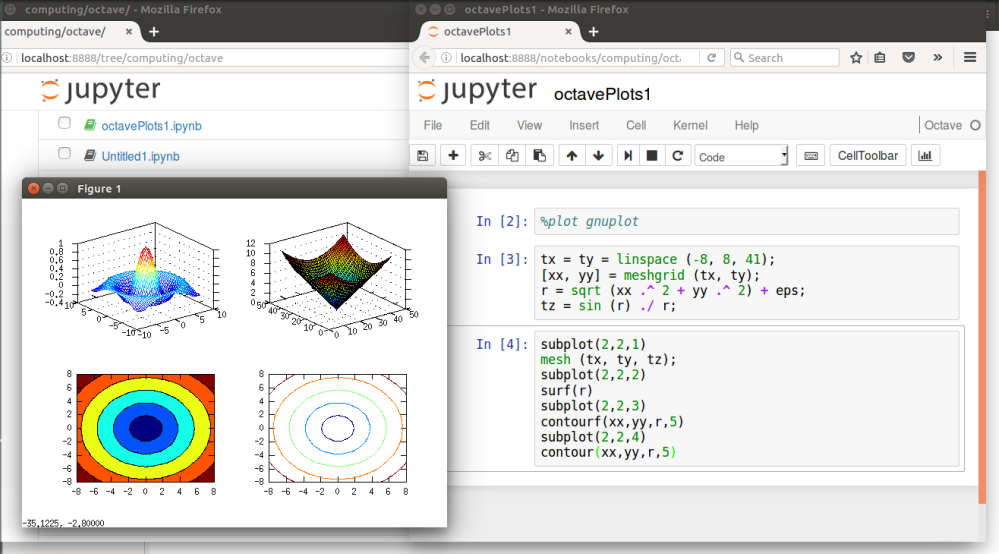 computing/octave/ - Mozilla Firefox
computing/octave/
localhost:8888/tree/computing/octave
jupyter
octavePlots1.ipynb
Untitled1.ipynb
octavePlots1 - Mozilla Firefox
octavePlots1
localhost:8888/notebooks/computing/octa
Search
jupyter octavePlots1
File Edit View Insert Cell Kernel Help Octave
Code CellToolbar
In [2]: %plot gnuplot
In [3]: tx = ty = linspace (-8, 8, 41);
[xx, yy] = meshgrid (tx, ty);
r = sqrt (xx .^ 2 + yy .^ 2) + eps;
tz = sin (r) ./ r;
In [4]: subplot(2,2,1)
mesh (tx, ty, tz);
subplot(2,2,2)
surf(r)
subplot(2,2,3)
contourf(xx,yy,r,5)
subplot(2,2,4)
contour(xx,yy,r,5)
Figure 1
1
0.8
0.6
0.4
0.2
0
-0.2
-0.4
10 5 0 -5 -10
-10 -5 0 5 10
12
10
8
6
4
2
0
50 40 30 20 10 0
0 10 20 30 40 50
8
6
4
2
0
-2
-4
-6
-8
-8 -6 -4 -2 0 2 4 6 8
8
6
4
2
0
-2
-4
-6
-8
-8 -6 -4 -2 0 2 4 6 8
-35.1225, -2.80000